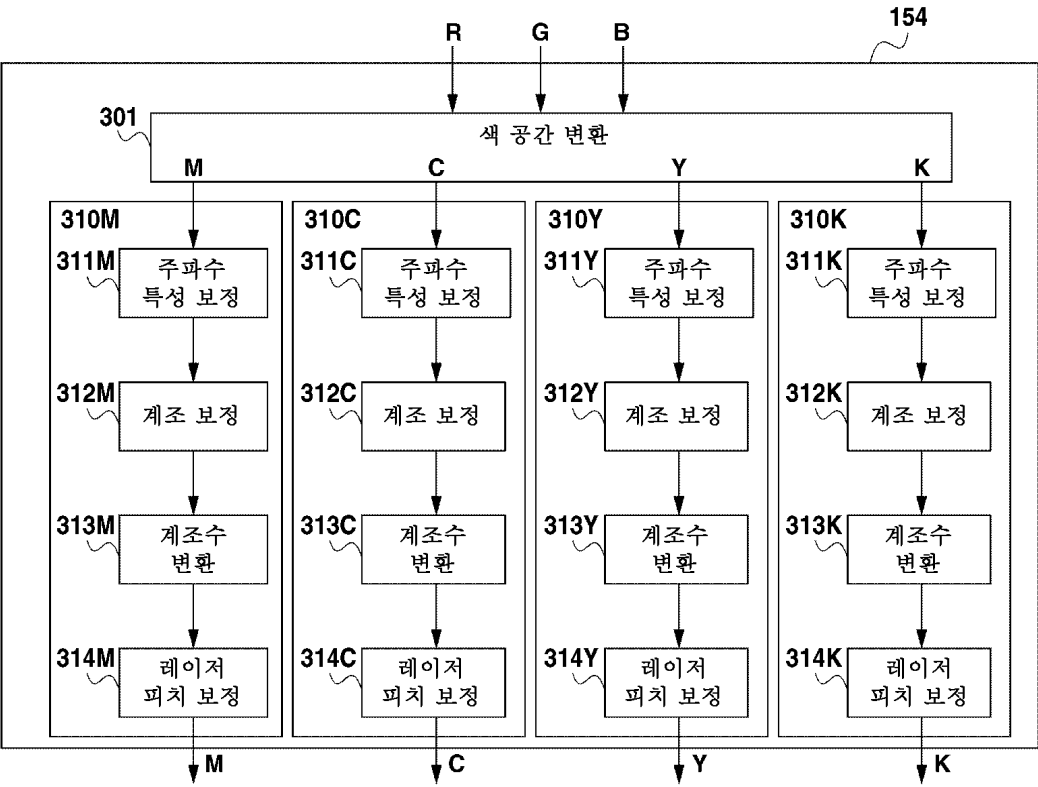 154
R G B
301
색 공간 변환
M C Y K
310M 310C 310Y 310K
311M 주파수 311C 주파수 311Y 주파수 311K 주파수
특성 보정 특성 보정 특성 보정 특성 보정
312M 계조 보정 312C 계조 보정 312Y 계조 보정 312K 계조 보정
313M 계조수 313C 계조수 313Y 계조수 313K 계조수
변환 변환 변환 변환
314M 레이저 314C 레이저 314Y 레이저 314K 레이저
피치 보정 피치 보정 피치 보정 피치 보정
M C Y K